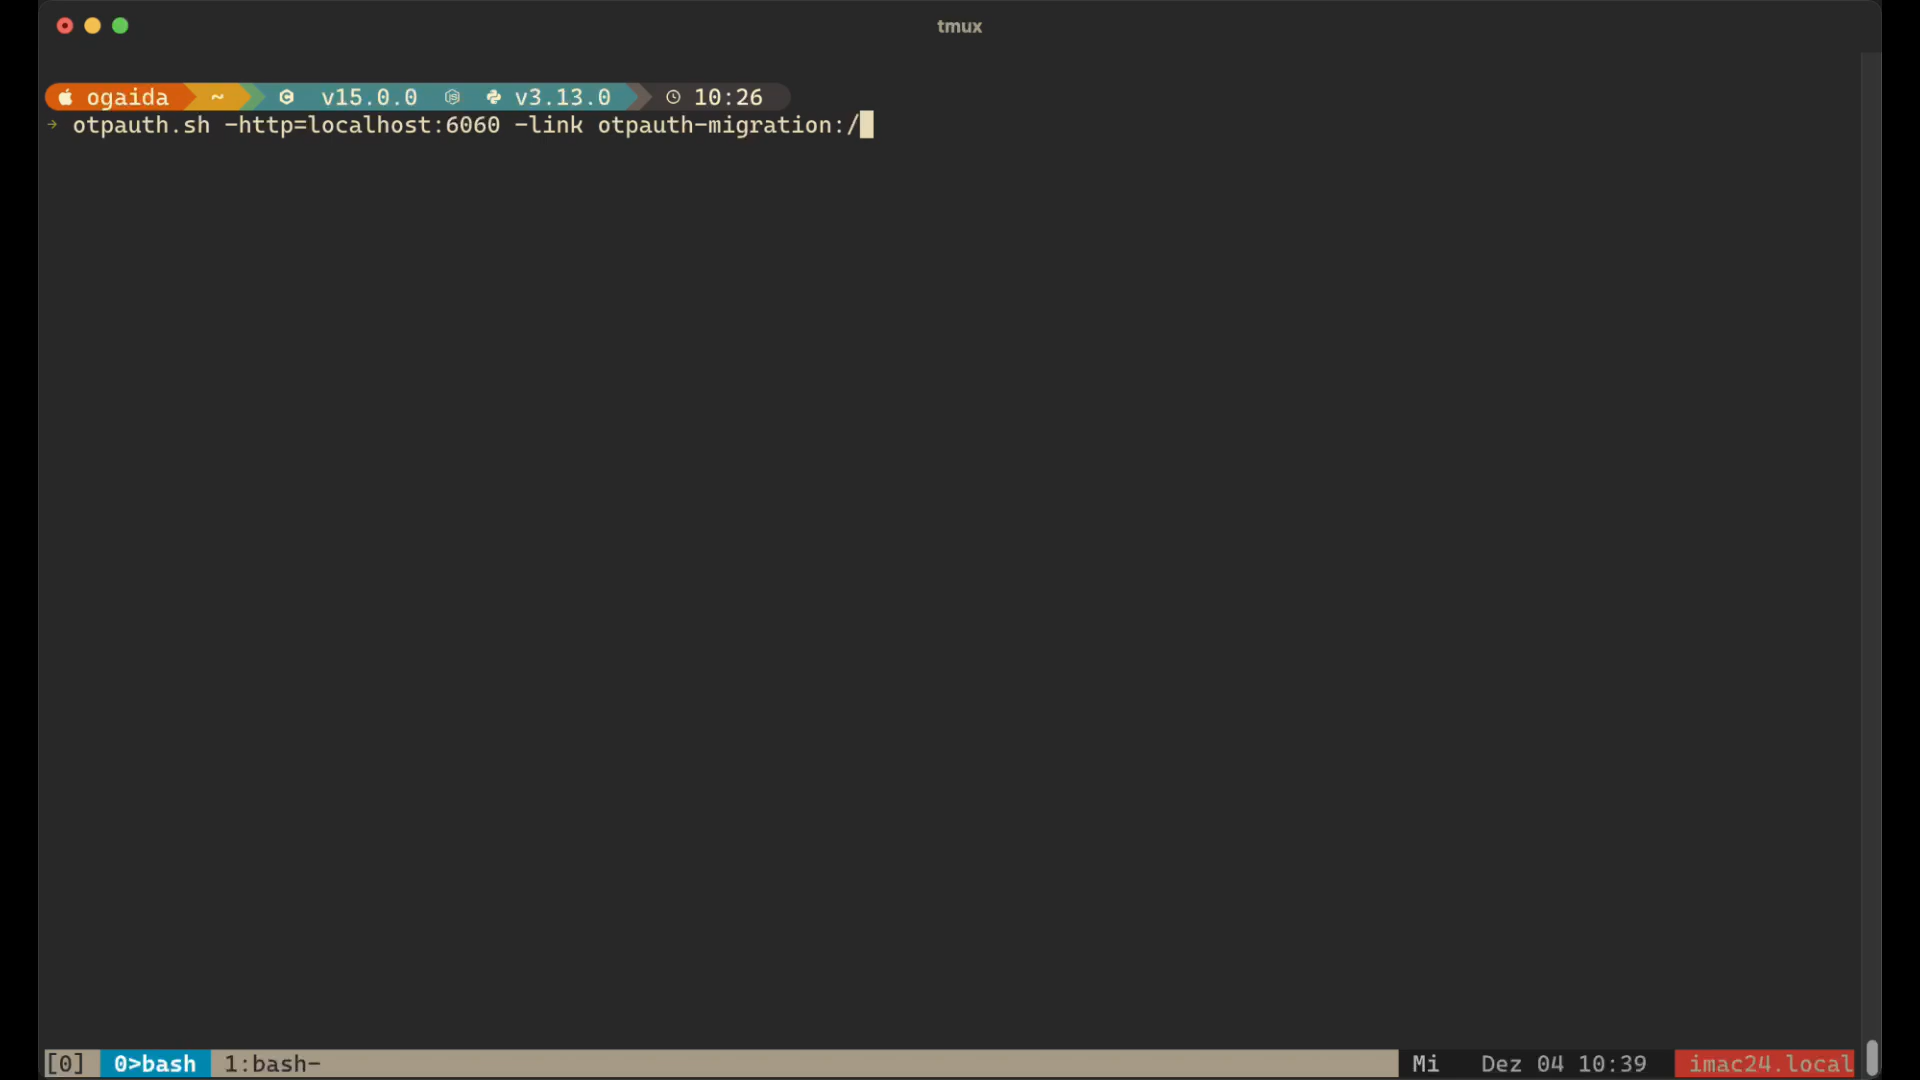 tmux
ogaida ~ v15.0.0 v3.13.0 10:26
→ otpauth.sh -http=localhost:6060 -link otpauth-migration:/
[0] 0>bash 1:bash- Mi Dez 04 10:39 imac24.local